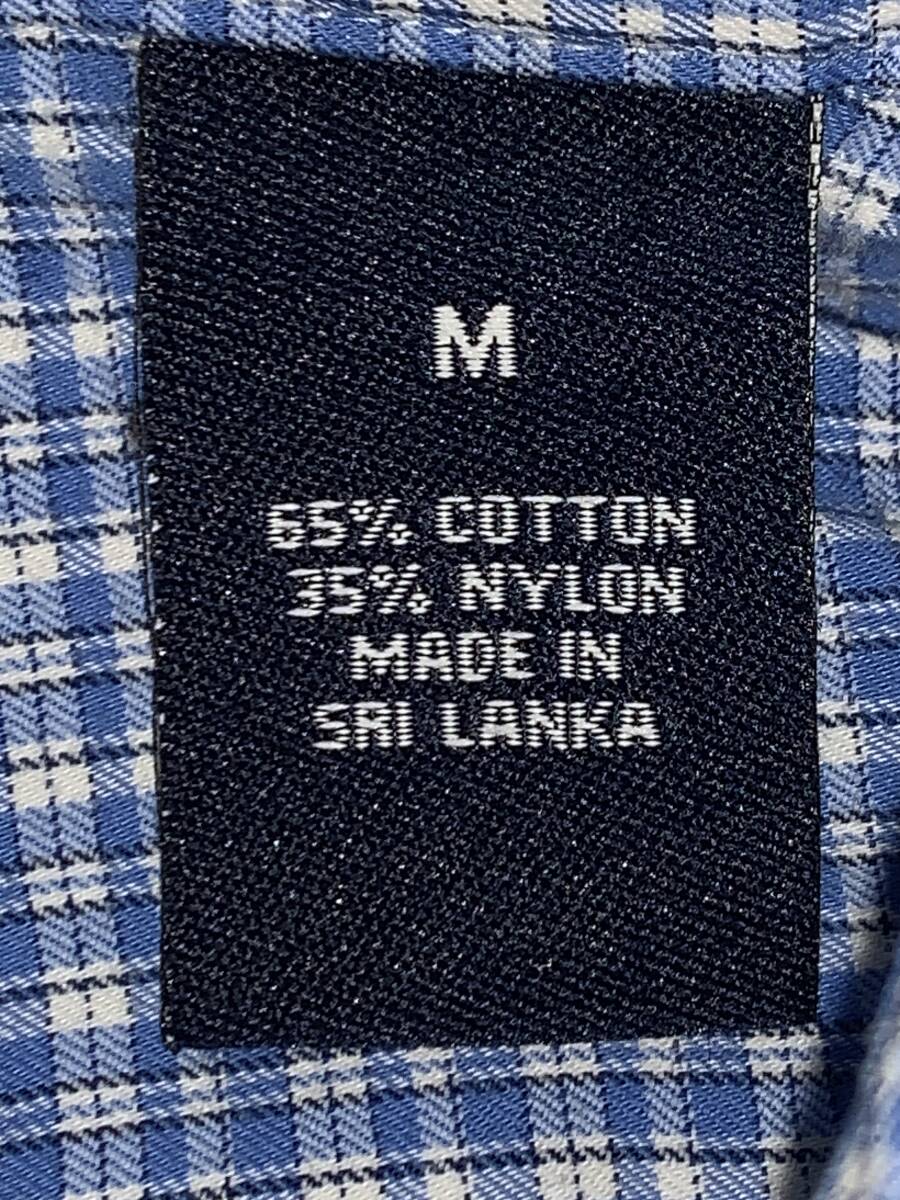 M
65% COTTON
35% NYLON
MADE IN
SRI LANKA